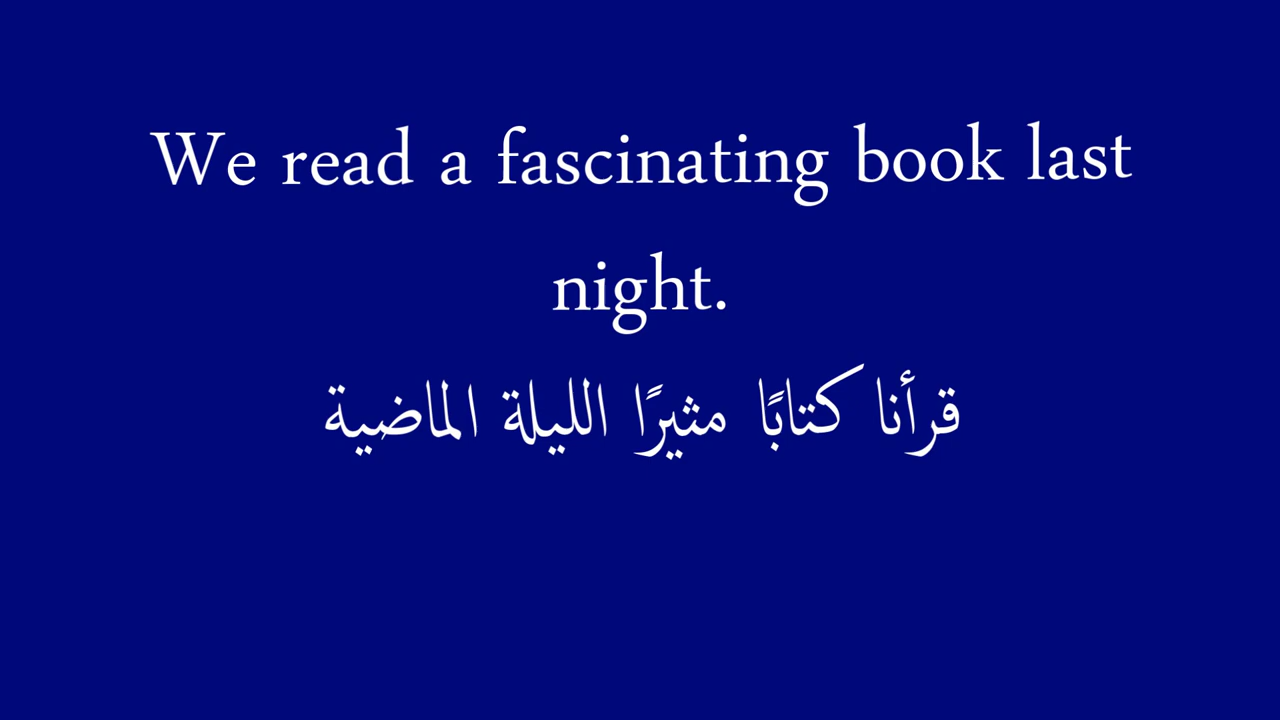 We read a fascinating book last
night.
قرأنا كتابًا مثيرًا الليلة الماضية